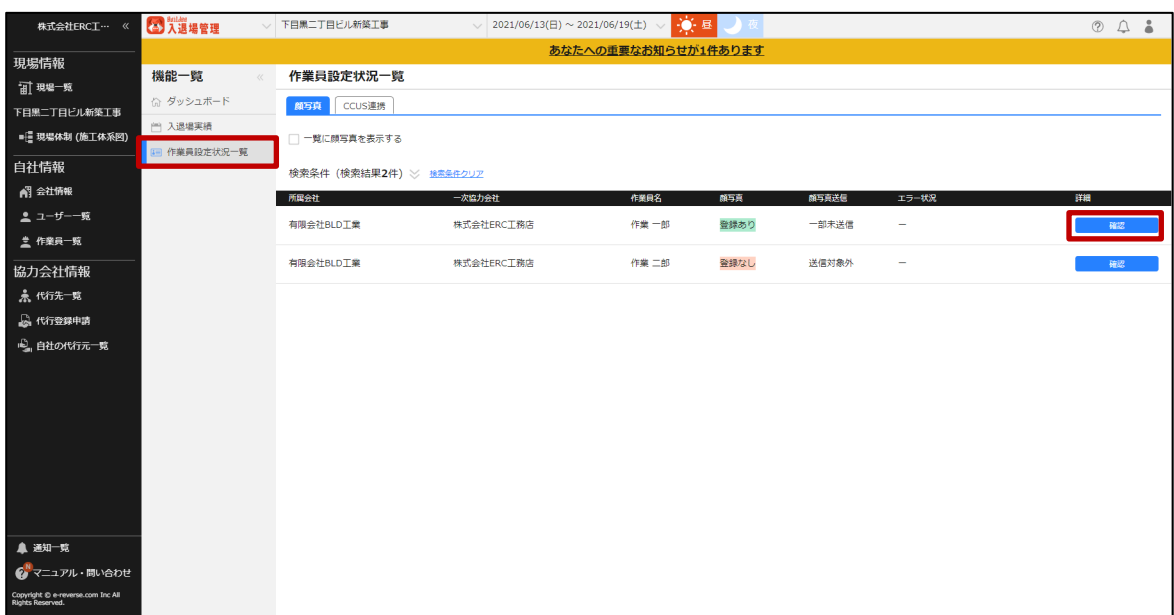 株式会社ERC工… «
現場情報
現場一覧
下目黒二丁目ビル新築工事
現場体制 (施工体系図)
自社情報
会社情報
ユーザー一覧
作業員一覧
協力会社情報
代行先一覧
代行登録申請
自社の代行元一覧
通知一覧
マニュアル・問い合わせ
Copyright © e-reverse.com Inc All
Rights Reserved.
Buildee
入退場管理
下目黒二丁目ビル新築工事
2021/06/13(日) ~ 2021/06/19(土)
昼
夜
あなたへの重要なお知らせが1件あります
機能一覧 «
ダッシュボード
入退場実績
作業員設定状況一覧
作業員設定状況一覧
顔写真 CCUS連携
一覧に顔写真を表示する
検索条件 (検索結果2件) 検索条件クリア
所属会社 一次協力会社 作業員名 顔写真 顔写真送信 エラー状況 詳細
有限会社BLD工業 株式会社ERC工務店 作業 一郎 登録あり 一部未送信 － 確認
有限会社BLD工業 株式会社ERC工務店 作業 二郎 登録なし 送信対象外 － 確認